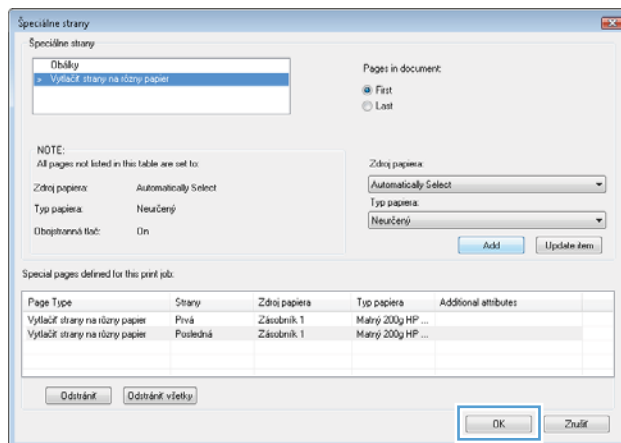 Špeciálne strany
Špeciálne strany
Obálky
» Vytlačiť strany na rôzny papier
Pages in document:
First
Last
NOTE:
All pages not listed in this table are set to:
Zdroj papiera: Automatically Select
Typ papiera: Neurčený
Obojstranná tlač: On
Zdroj papiera:
Automatically Select
Typ papiera:
Neurčený
Add Update item
Special pages defined for this print job:
Page Type Strany Zdroj papiera Typ papiera Additional attributes
Vytlačiť strany na rôzny papier Prvá Zásobník 1 Matný 200g HP ...
Vytlačiť strany na rôzny papier Posledná Zásobník 1 Matný 200g HP ...
Odstrániť Odstrániť všetky
OK Zrušiť